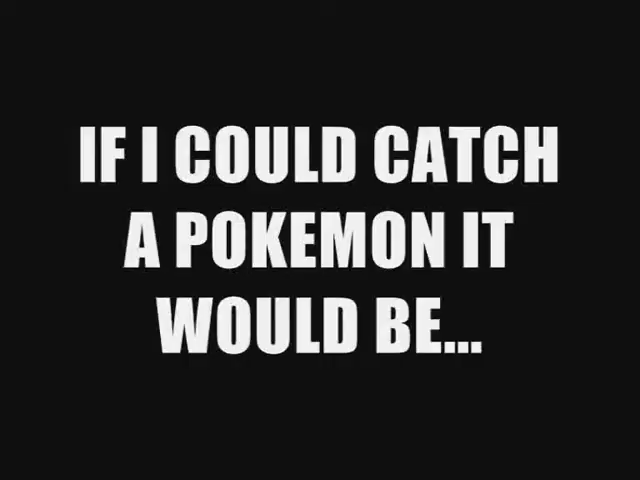 IF I COULD CATCH
A POKEMON IT
WOULD BE...